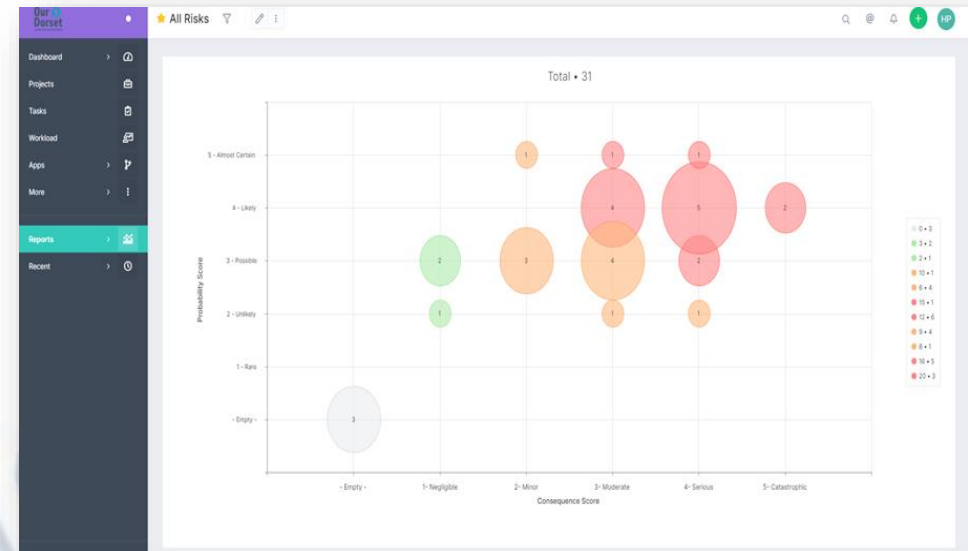 Our
Dorset
All Risks
HP
Dashboard
Projects
Tasks
Workload
Apps
More
Reports
Recent
Total • 31
Probability Score
5 - Almost Certain
4 - Likely
3 - Possible
2 - Unlikely
1 - Rare
- Empty -
1
1
1
4
5
2
2
3
4
2
1
1
1
3
- Empty -
1- Negligible
2- Minor
3- Moderate
4- Serious
5- Catastrophic
Consequence Score
0 • 3
3 • 2
2 • 1
10 • 1
6 • 4
15 • 1
12 • 6
9 • 4
8 • 1
16 • 5
20 • 3